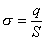 σ = q/S